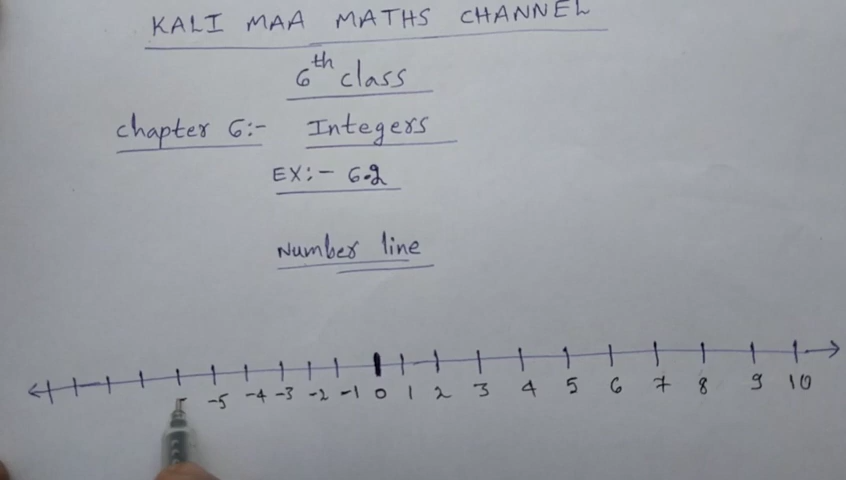 KALI MAA MATHS CHANNEL
6th class
chapter 6:- Integers
EX:- 6.2
Number line
-5 -4 -3 -2 -1 0 1 2 3 4 5 6 7 8 9 10